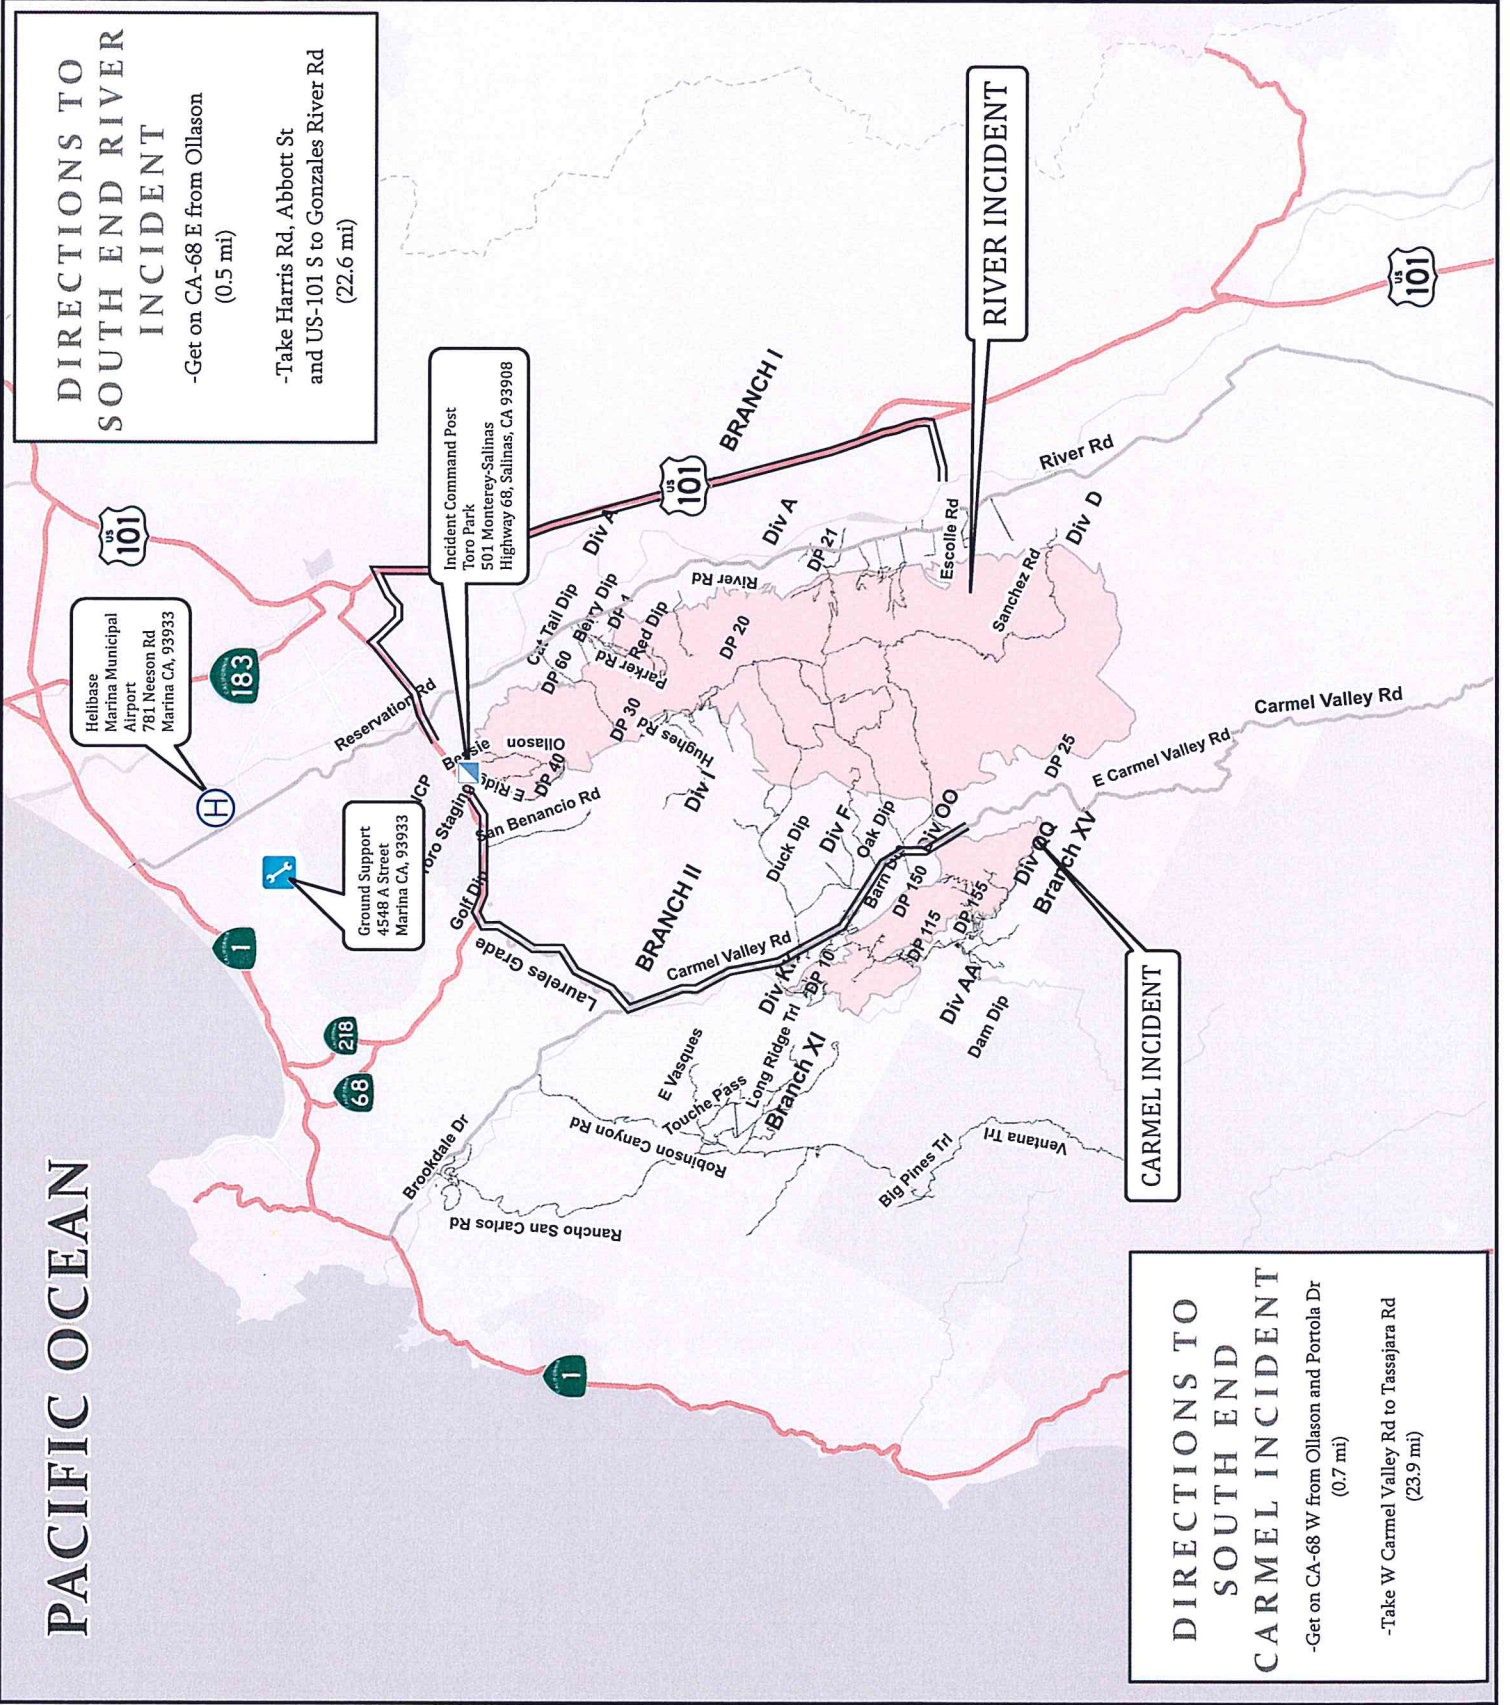 PACIFIC OCEAN
DIRECTIONS TO
SOUTH END RIVER
INCIDENT
-Get on CA-68 E from Ollason
(0.5 mi)
-Take Harris Rd, Abbott St
and US-101 S to Gonzales River Rd
(22.6 mi)
Helibase
Marina Municipal
Airport
781 Neeson Rd
Marina CA, 93933
H
Ground Support
4548 A Street
Marina CA, 93933
Incident Command Post
Toro Park
501 Monterey-Salinas
Highway 68, Salinas, CA 93908
US
101
CALIFORNIA
183
1
218
68
1
US
101
US
101
RIVER INCIDENT
CARMEL INCIDENT
BRANCH I
BRANCH II
Branch XI
Branch XV
Reservation Rd
Bessie
Ollason
ICP
Toro Staging
E Ridge
DP 40
San Benancio Rd
Golf Dip
Laureles Grade
Carmel Valley Rd
Brookdale Dr
Rancho San Carlos Rd
Robinson Canyon Rd
E Vasques
Touche Pass
Long Ridge Trl
Big Pines Trl
Ventana Trl
Cat Tail Dip
Berry Dip
DP 1
Red Dip
DP 60
Parker Rd
DP 30
Hughes Rd
DP 20
River Rd
Div A
Div A
DP 21
Escolle Rd
River Rd
Div D
Sanchez Rd
Div I
Duck Dip
Div F
Oak Dip
Barn
Div OO
DP 25
E Carmel Valley Rd
Carmel Valley Rd
DP 150
DP 155
DP 115
Div QQ
DP 10
Div AA
Dam Dip
DIRECTIONS TO
SOUTH END
CARMEL INCIDENT
-Get on CA-68 W from Ollason and Portola Dr
(0.7 mi)
-Take W Carmel Valley Rd to Tassajara Rd
(23.9 mi)